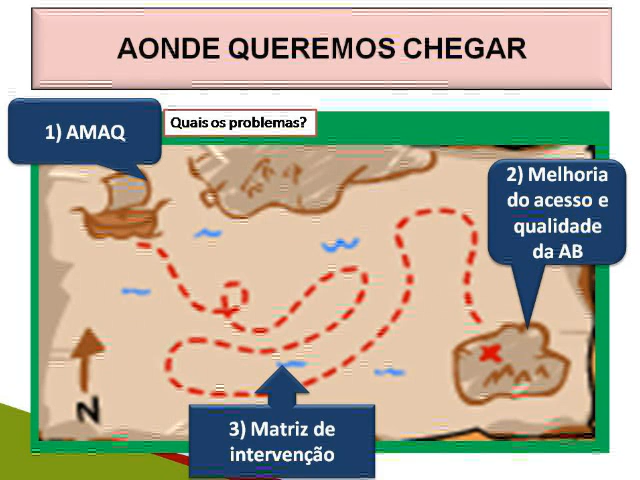 AONDE QUEREMOS CHEGAR
1) AMAQ
Quais os problemas?
2) Melhoria
do acesso e
qualidade
da AB
N
3) Matriz de
intervenção